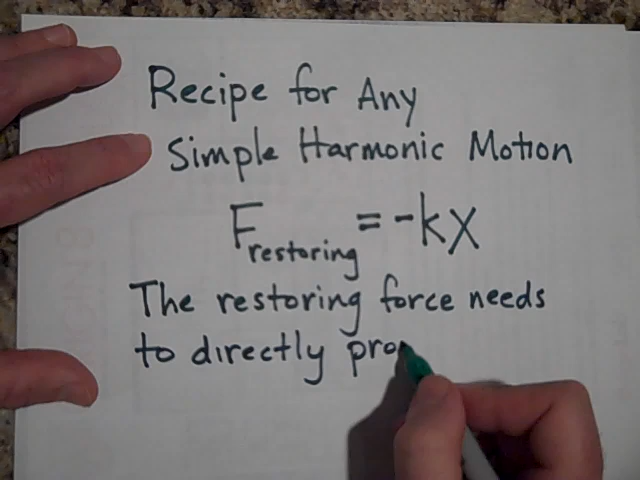 Recipe for Any
Simple Harmonic Motion
F restoring = -kx
The restoring force needs
to directly pro